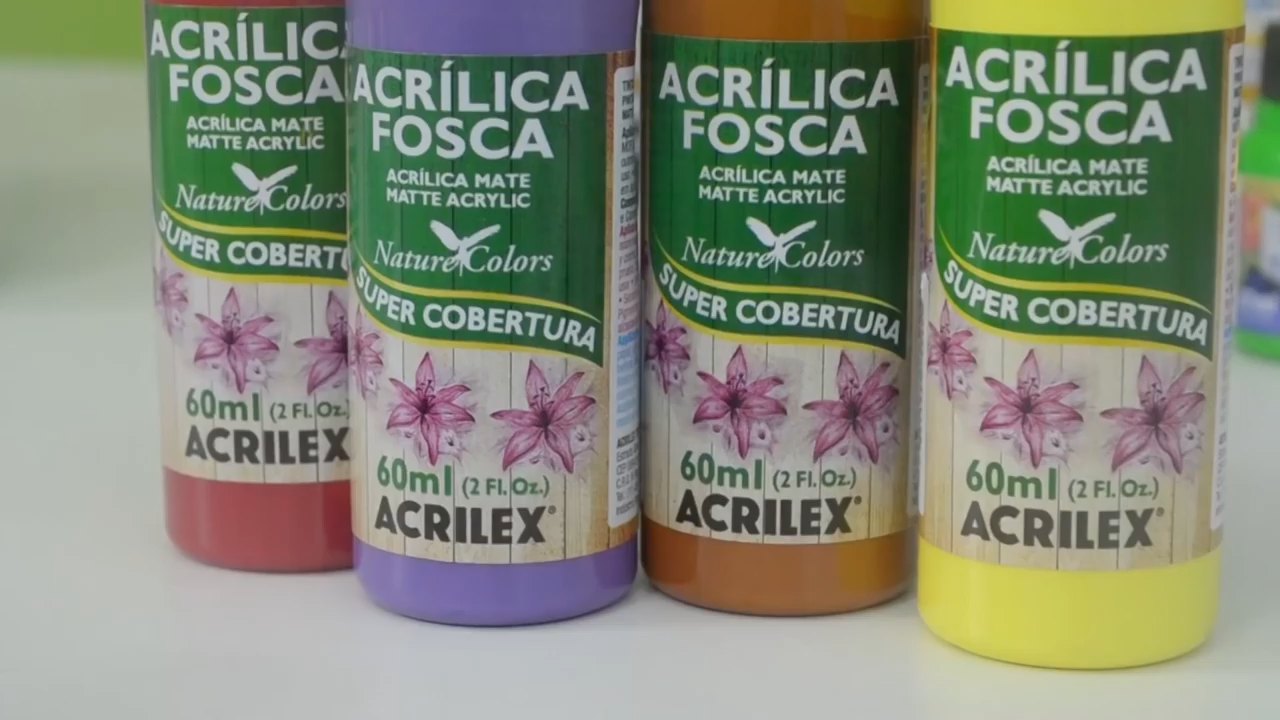 ACRÍLICA
FOSCA
ACRÍLICA MATE
MATTE ACRYLIC
Nature Colors
SUPER COBERTU
60ml (2 Fl. Oz.)
ACRILEX
ACRÍLICA
FOSCA
ACRÍLICA MATE
MATTE ACRYLIC
Nature Colors
SUPER COBERTURA
60ml (2 Fl. Oz.)
ACRILEX®
ACRÍLICA
FOSCA
ACRÍLICA MATE
MATTE ACRYLIC
Nature Colors
SUPER COBERTURA
60ml (2 Fl. Oz.)
ACRILEX®
ACRÍLICA
FOSCA
ACRÍLICA MATE
MATTE ACRYLIC
Nature Colors
SUPER COBERTURA
60ml (2 Fl. Oz.)
ACRILEX®